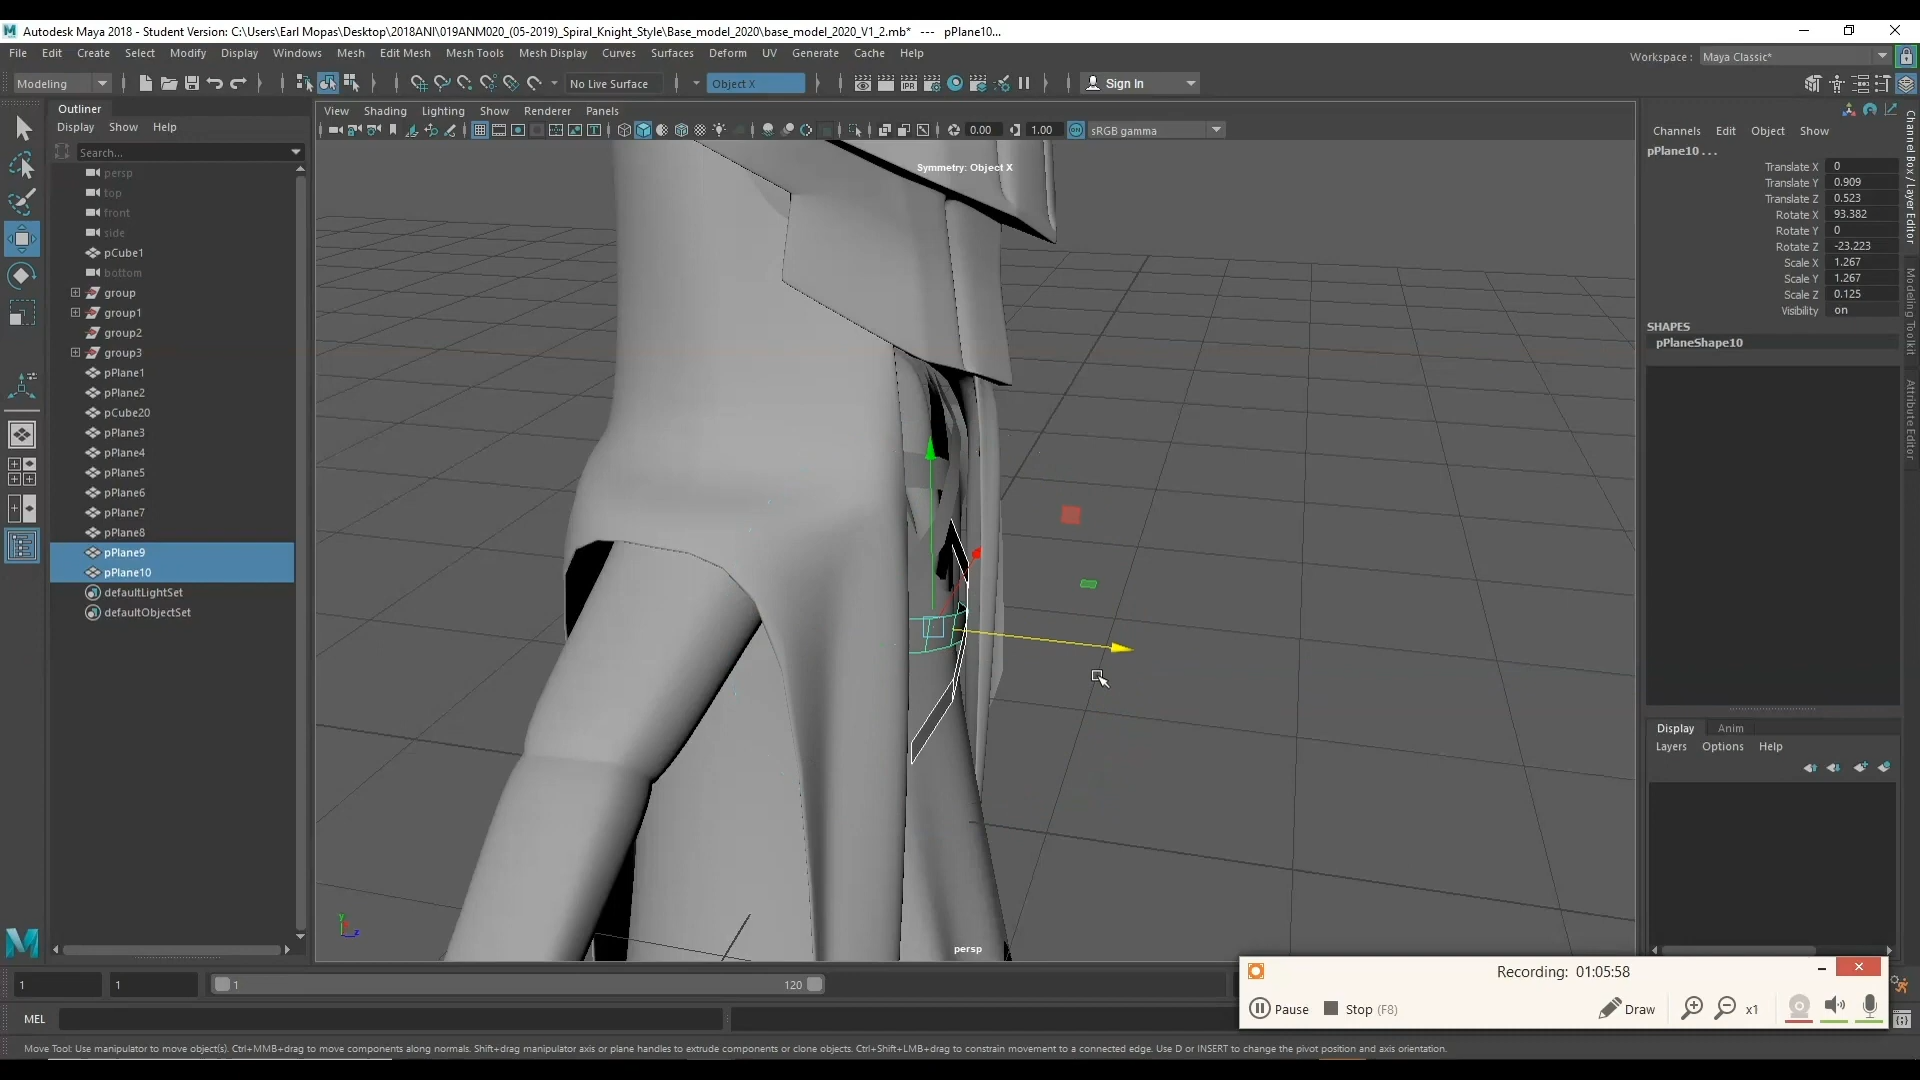 Autodesk Maya 2018 - Student Version: C:\Users\Earl Mopas\Desktop\2018ANI\019ANM020_(05-2019)_Spiral_Knight_Style\Base_model_2020\base_model_2020_V1_2.mb* --- pPlane10...
File Edit Create Select Modify Display Windows Mesh Edit Mesh Mesh Tools Mesh Display Curves Surfaces Deform UV Generate Cache Help
Workspace : Maya Classic*
Modeling
No Live Surface
Object X
IPR
Sign In
Outliner
Display Show Help
Search...
persp
top
front
side
pCube1
bottom
group
group1
group2
group3
pPlane1
pPlane2
pCube20
pPlane3
pPlane4
pPlane5
pPlane6
pPlane7
pPlane8
pPlane9
pPlane10
defaultLightSet
defaultObjectSet
View Shading Lighting Show Renderer Panels
0.00 1.00 sRGB gamma
Symmetry: Object X
persp
y
z
Channels Edit Object Show
pPlane10 . . .
Translate X 0
Translate Y 0.909
Translate Z 0.523
Rotate X 93.382
Rotate Y 0
Rotate Z -23.223
Scale X 1.267
Scale Y 1.267
Scale Z 0.125
Visibility on
SHAPES
pPlaneShape10
Channel Box / Layer Editor
Modeling Toolkit
Attribute Editor
Display Anim
Layers Options Help
1 1 1 120
Recording: 01:05:58
Pause Stop (F8) Draw x1
MEL
Move Tool: Use manipulator to move object(s). Ctrl+MMB+drag to move components along normals. Shift+drag manipulator axis or plane handles to extrude components or clone objects. Ctrl+Shift+LMB+drag to constrain movement to a connected edge. Use D or INSERT to change the pivot position and axis orientation.